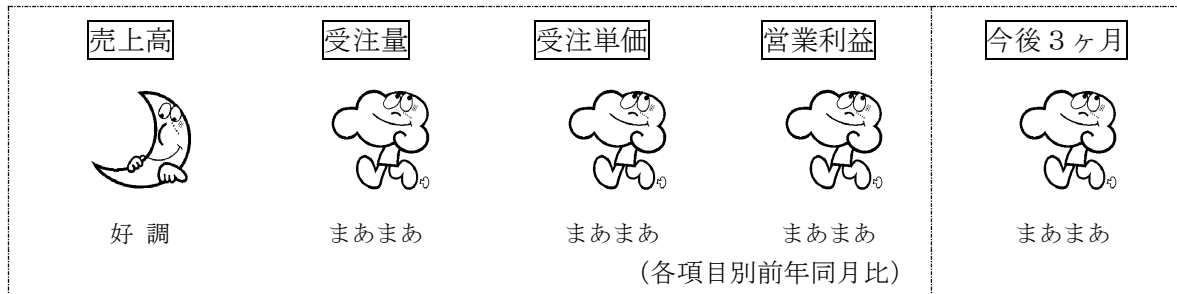 売上高 受注量 受注単価 営業利益 今後３ヶ月
好 調 まあまあ まあまあ まあまあ まあまあ
（各項目別前年同月比）